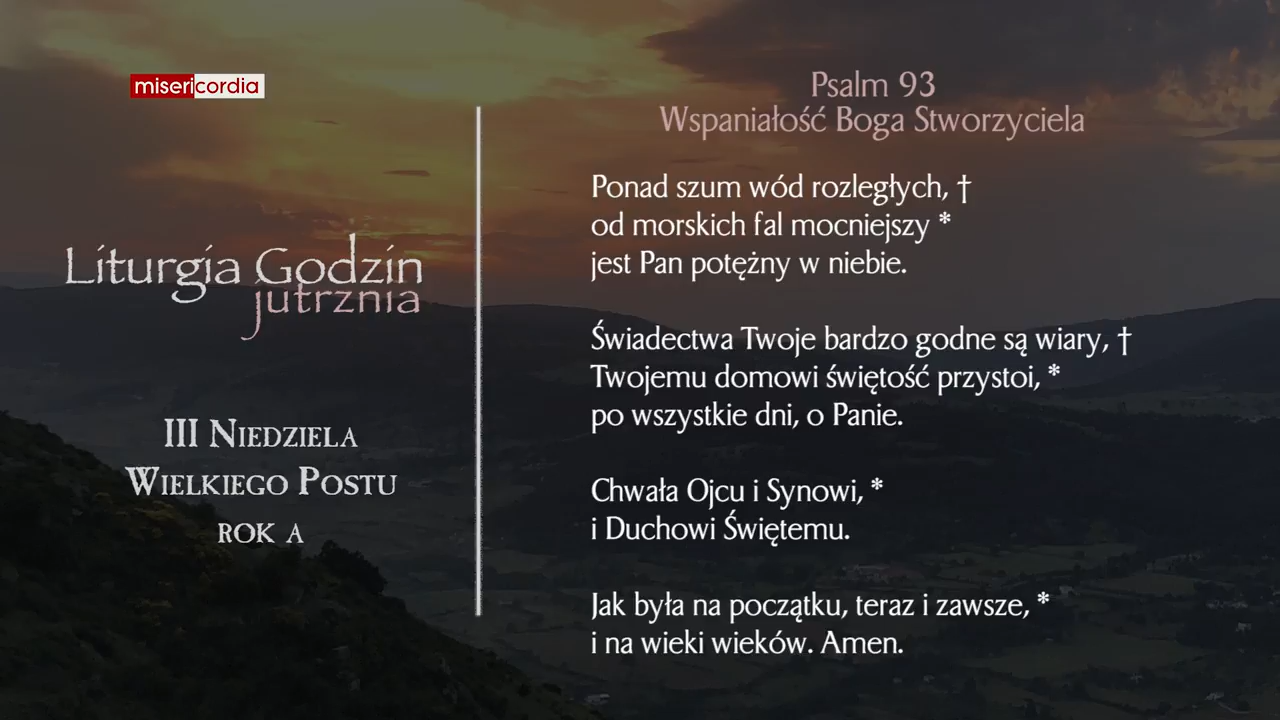 misericordia
Liturgia Godzin
jutrznia
III Niedziela
Wielkiego Postu
rok A
Psalm 93
Wspaniałość Boga Stworzyciela
Ponad szum wód rozległych, †
od morskich fal mocniejszy *
jest Pan potężny w niebie.
Świadectwa Twoje bardzo godne są wiary, †
Twojemu domowi świętość przystoi, *
po wszystkie dni, o Panie.
Chwała Ojcu i Synowi, *
i Duchowi Świętemu.
Jak była na początku, teraz i zawsze, *
i na wieki wieków. Amen.